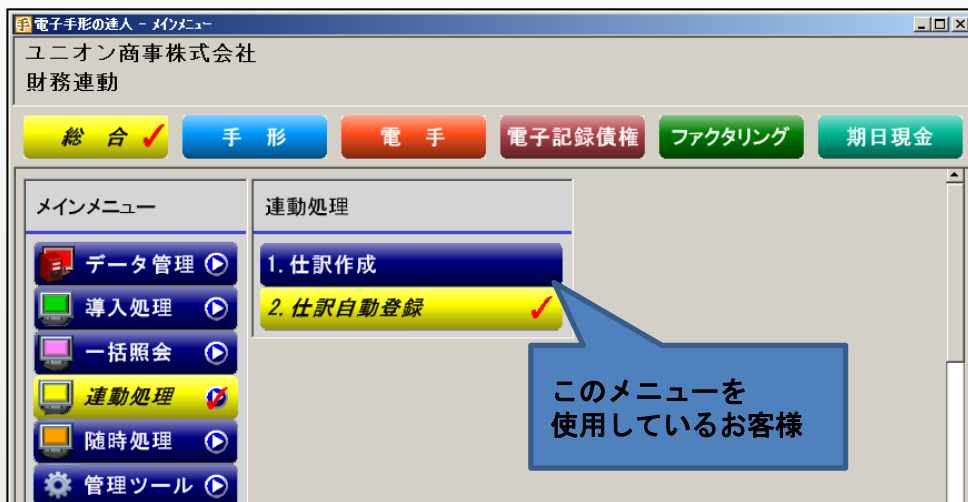 電子手形の達人 - メインメニュー
ユニオン商事株式会社
財務連動
総 合
手 形
電 手
電子記録債権
ファクタリング
期日現金
メインメニュー
データ管理
導入処理
一括照会
連動処理
随時処理
管理ツール
連動処理
1. 仕訳作成
2. 仕訳自動登録
このメニューを
使用しているお客様